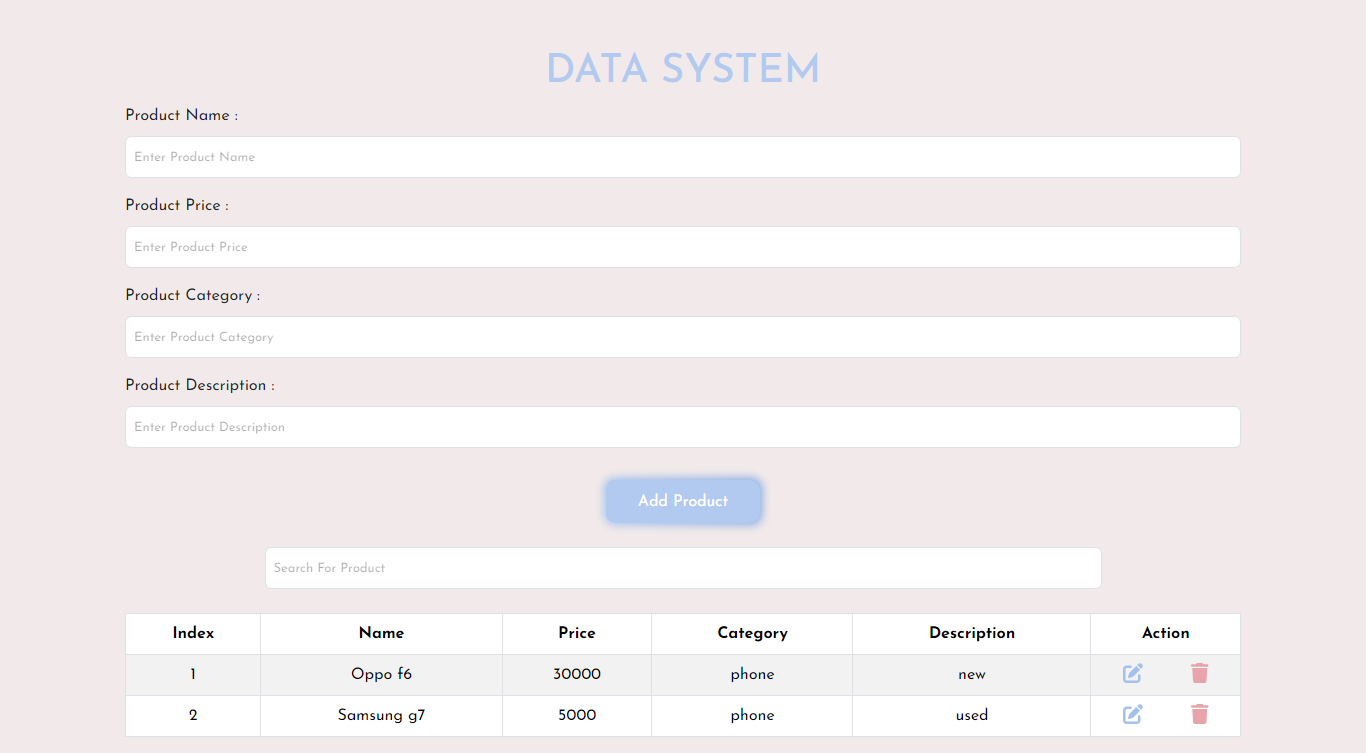 DATA SYSTEM
Product Name :
Enter Product Name
Product Price :
Enter Product Price
Product Category :
Enter Product Category
Product Description :
Enter Product Description
Add Product
Search For Product
Index Name Price Category Description Action
1 Oppo f6 30000 phone new
2 Samsung g7 5000 phone used